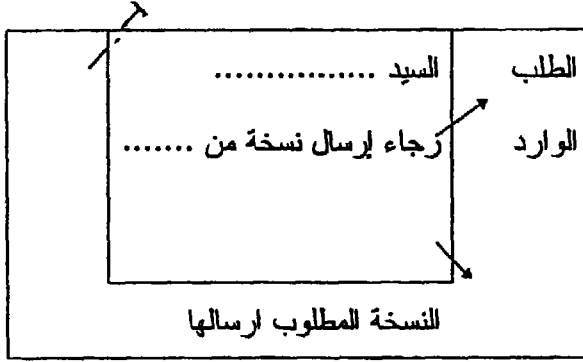 الطلب
الوارد
السيد ................
رجاء إرسال نسخة من .......
النسخة المطلوب ارسالها